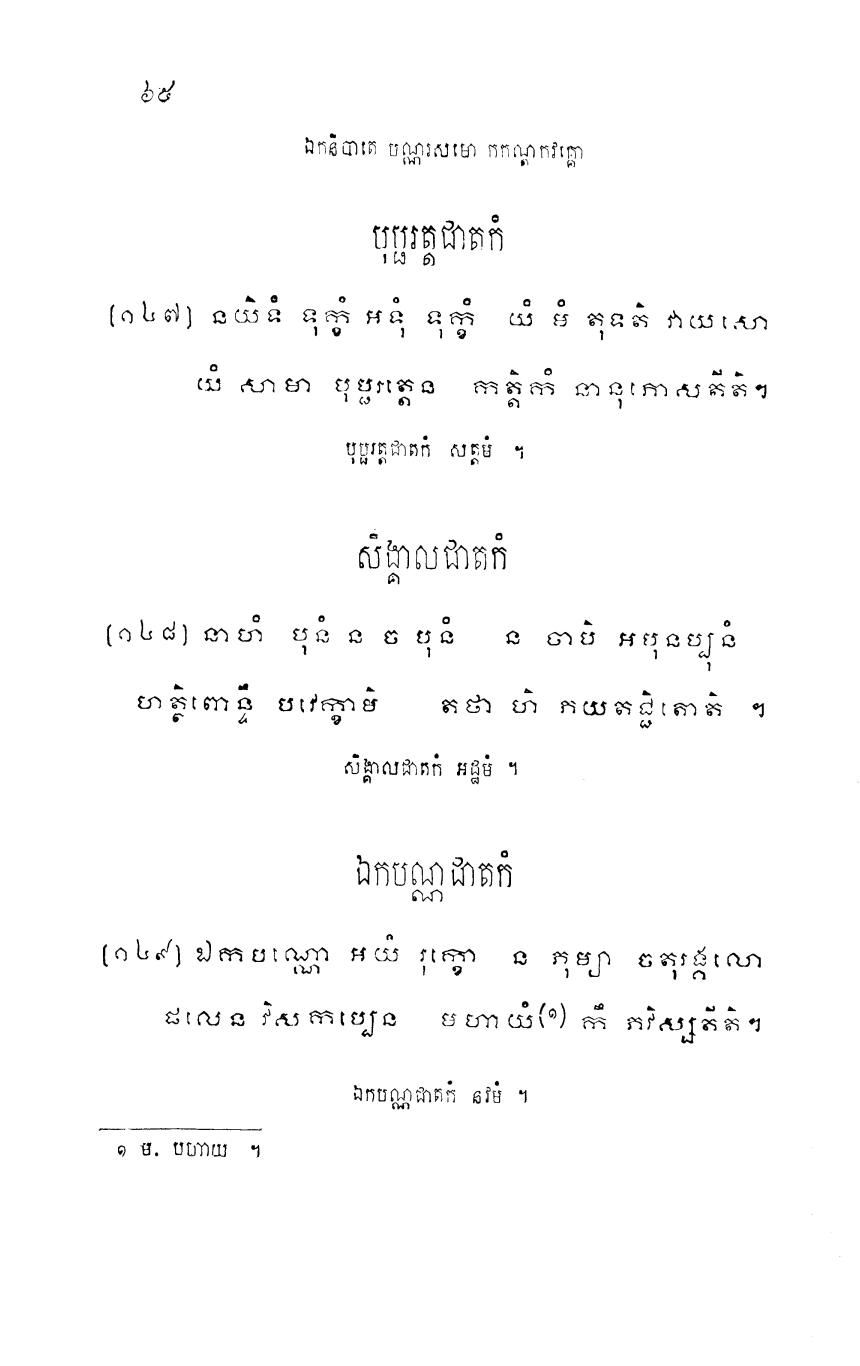 ៦៥
ឯកនិបាតេ បណ្ណរសមោ កកណ្ដកវគ្គោ
បុប្ផរត្តជាតកំ
(១៤៧) នយិទំ ទុក្ខំ អទុំ ទុក្ខំ យំ មំ តុទតិ វាយសោ
យំ សាមា បុប្ផរត្តេន កត្តិកំ នានុភោស្សតីតិ។
បុប្ផរត្តជាតកំ សត្តមំ ។
សិង្គាលជាតកំ
(១៤៨) នាហំ បុនំ ន ច បុនំ ន ចាបិ អបុនប្បុនំ
ហត្ថិពោន្ទឹ បវេក្ខាមិ តថា ហិ ភយតជ្ជិតោតិ ។
សិង្គាលជាតកំ អដ្ឋមំ ។
ឯកបណ្ណជាតកំ
(១៤៩) ឯកបណ្ណោ អយំ រុក្ខោ ន ភុម្យា ចតុរង្គុលោ
ផលេន វិសកប្បេន មហាយំ(១) កឹ ភវិស្សតីតិ។
ឯកបណ្ណជាតកំ នវមំ ។
១ ម. បហាយ ។